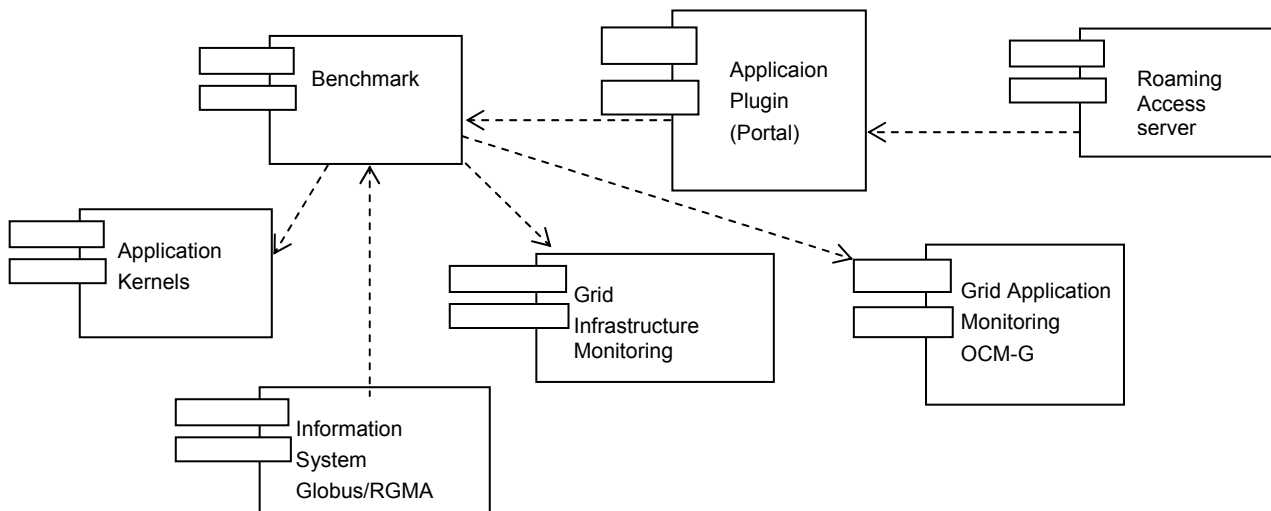 Benchmark
Applicaion
Plugin
(Portal)
Roaming
Access
server
Application
Kernels
Grid
Infrastructure
Monitoring
Grid Application
Monitoring
OCM-G
Information
System
Globus/RGMA